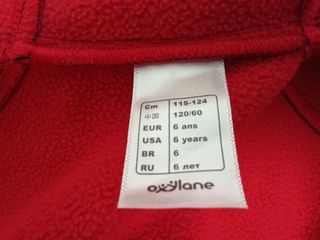 Cm 115-124
中国 120/60
EUR 6 ans
USA 6 years
BR 6
RU 6 лет
oxylane